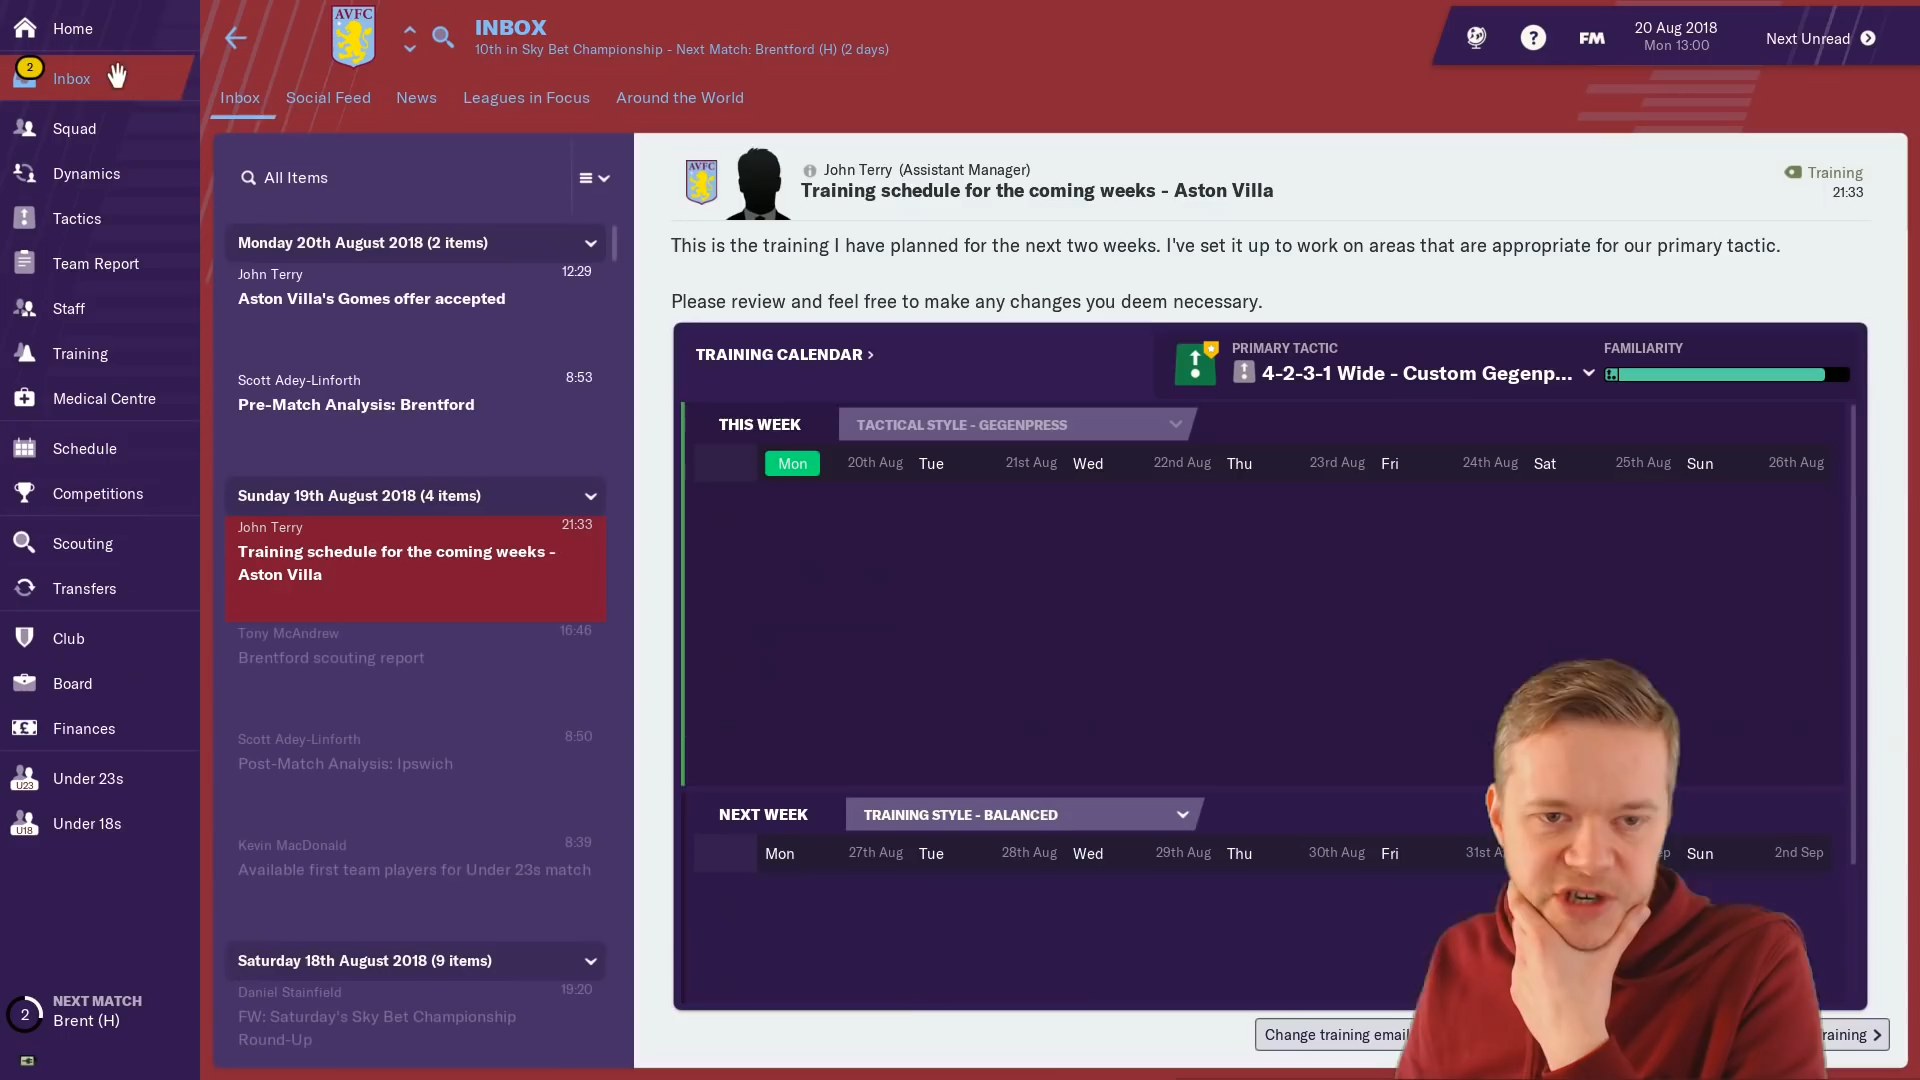 Home
2
Inbox
Squad
Dynamics
Tactics
Team Report
Staff
Training
Medical Centre
Schedule
Competitions
Scouting
Transfers
Club
Board
Finances
U23
Under 23s
U18
Under 18s
2
NEXT MATCH
Brent (H)
AVFC
INBOX
10th in Sky Bet Championship - Next Match: Brentford (H) (2 days)
?
FM
20 Aug 2018
Mon 13:00
Next Unread
Inbox
Social Feed
News
Leagues in Focus
Around the World
All Items
Monday 20th August 2018 (2 items)
John Terry
12:29
Aston Villa's Gomes offer accepted
Scott Adey-Linforth
8:53
Pre-Match Analysis: Brentford
Sunday 19th August 2018 (4 items)
John Terry
21:33
Training schedule for the coming weeks -
Aston Villa
Tony McAndrew
16:46
Brentford scouting report
Scott Adey-Linforth
8:50
Post-Match Analysis: Ipswich
Kevin MacDonald
8:39
Available first team players for Under 23s match
Saturday 18th August 2018 (9 items)
Daniel Stainfield
19:20
FW: Saturday's Sky Bet Championship
Round-Up
AVFC
John Terry (Assistant Manager)
Training schedule for the coming weeks - Aston Villa
Training
21:33
This is the training I have planned for the next two weeks. I've set it up to work on areas that are appropriate for our primary tactic.
Please review and feel free to make any changes you deem necessary.
TRAINING CALENDAR >
PRIMARY TACTIC
4-2-3-1 Wide - Custom Gegenp...
FAMILIARITY
THIS WEEK
TACTICAL STYLE - GEGENPRESS
Mon 20th Aug Tue 21st Aug Wed 22nd Aug Thu 23rd Aug Fri 24th Aug Sat 25th Aug Sun 26th Aug
NEXT WEEK
TRAINING STYLE - BALANCED
Mon 27th Aug Tue 28th Aug Wed 29th Aug Thu 30th Aug Fri 31st A ep Sun 2nd Sep
Change training email
raining >